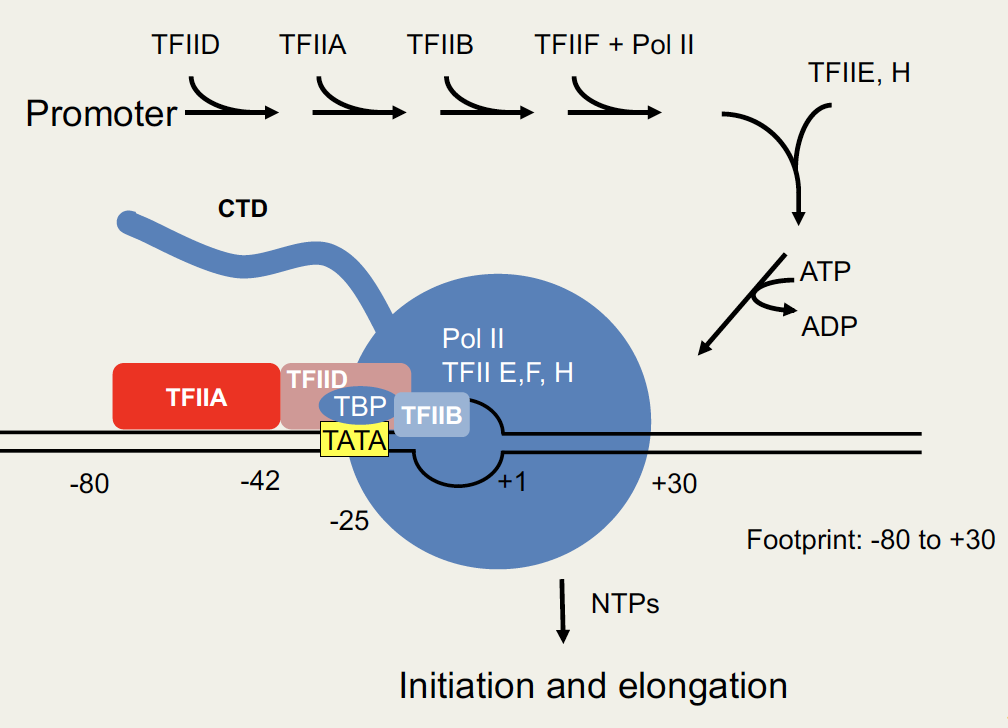 TFIID
TFIIA
TFIIB
TFIIF + Pol II
TFIIE, H
Promoter
CTD
ATP
ADP
Pol II
TFII E,F, H
TFIIA
TFIID
TBP
TFIIB
TATA
-80
-42
-25
+1
+30
Footprint: -80 to +30
NTPs
Initiation and elongation